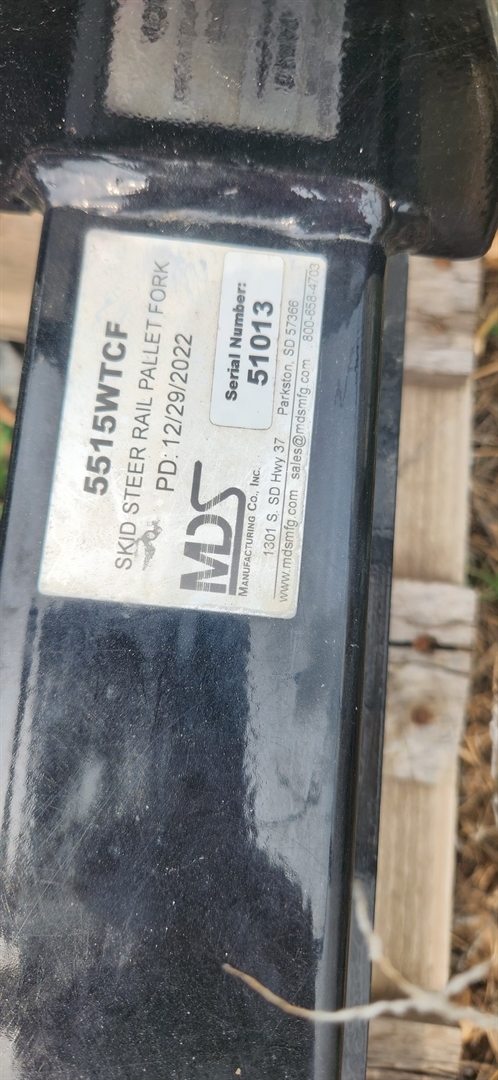 5515WTCF
SKID STEER RAIL PALLET FORK
PD: 12/29/2022
MDS
MANUFACTURING CO., INC.
Serial Number:
51013
1301 S. SD Hwy 37 Parkston, SD 57366
www.mdsmfg.com sales@mdsmfg.com 800-658-4703